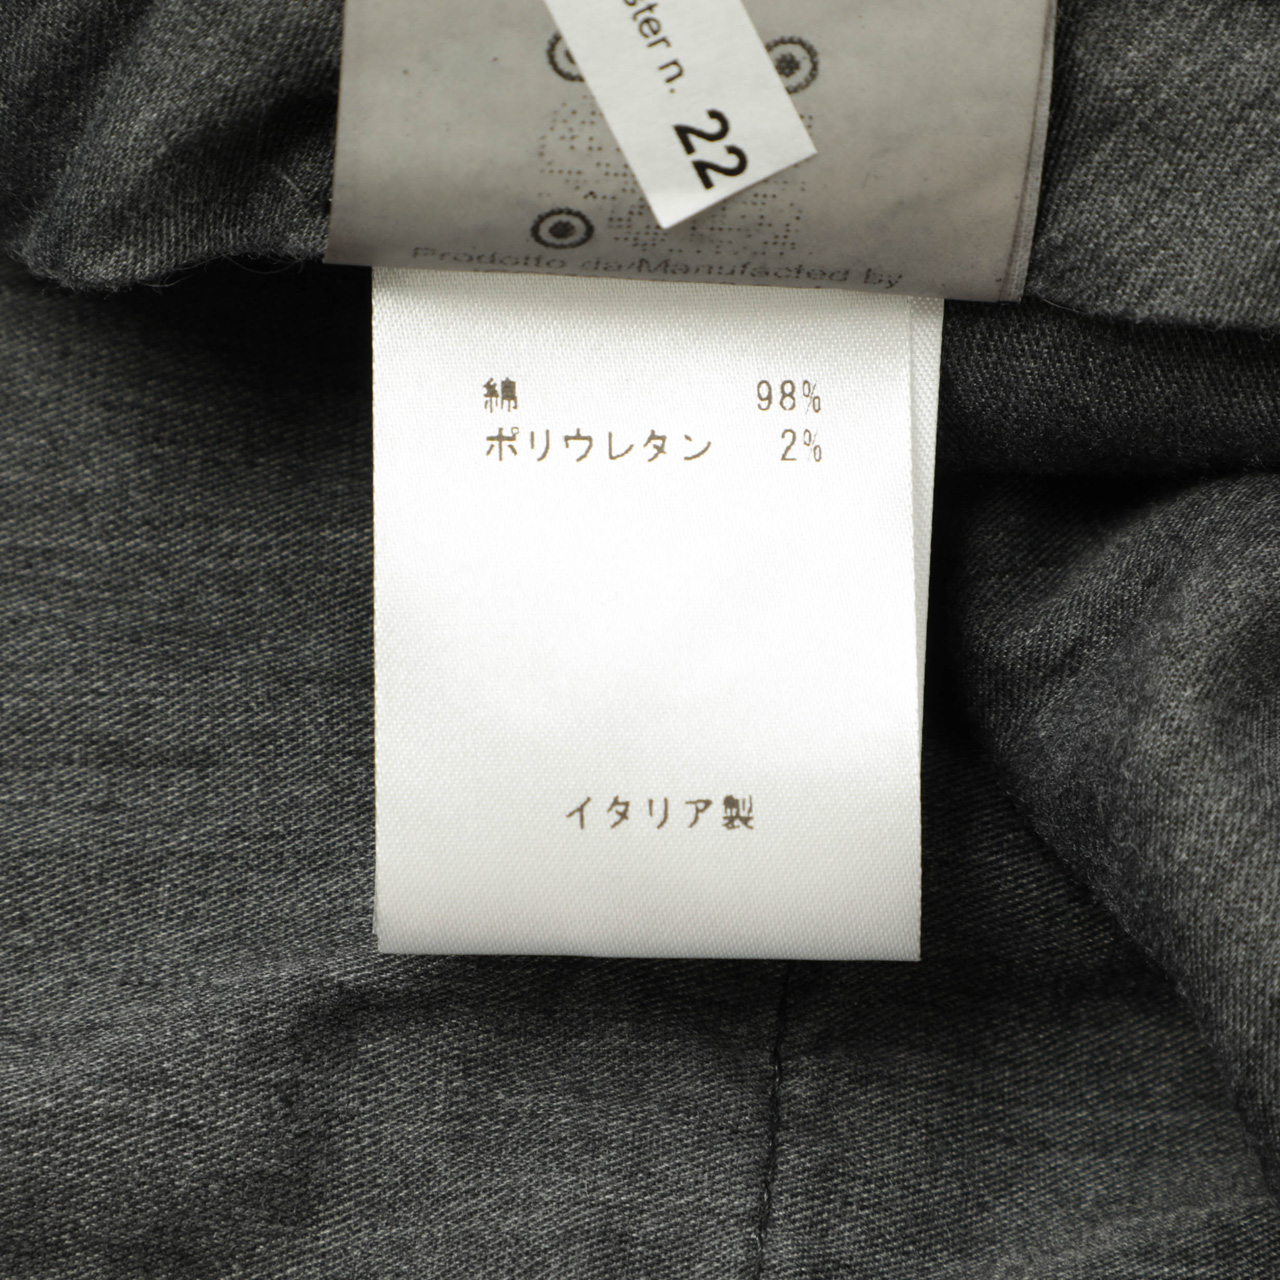 ster n. 22
Prodotto da/Manufacted by
綿 98%
ポリウレタン 2%
イタリア製